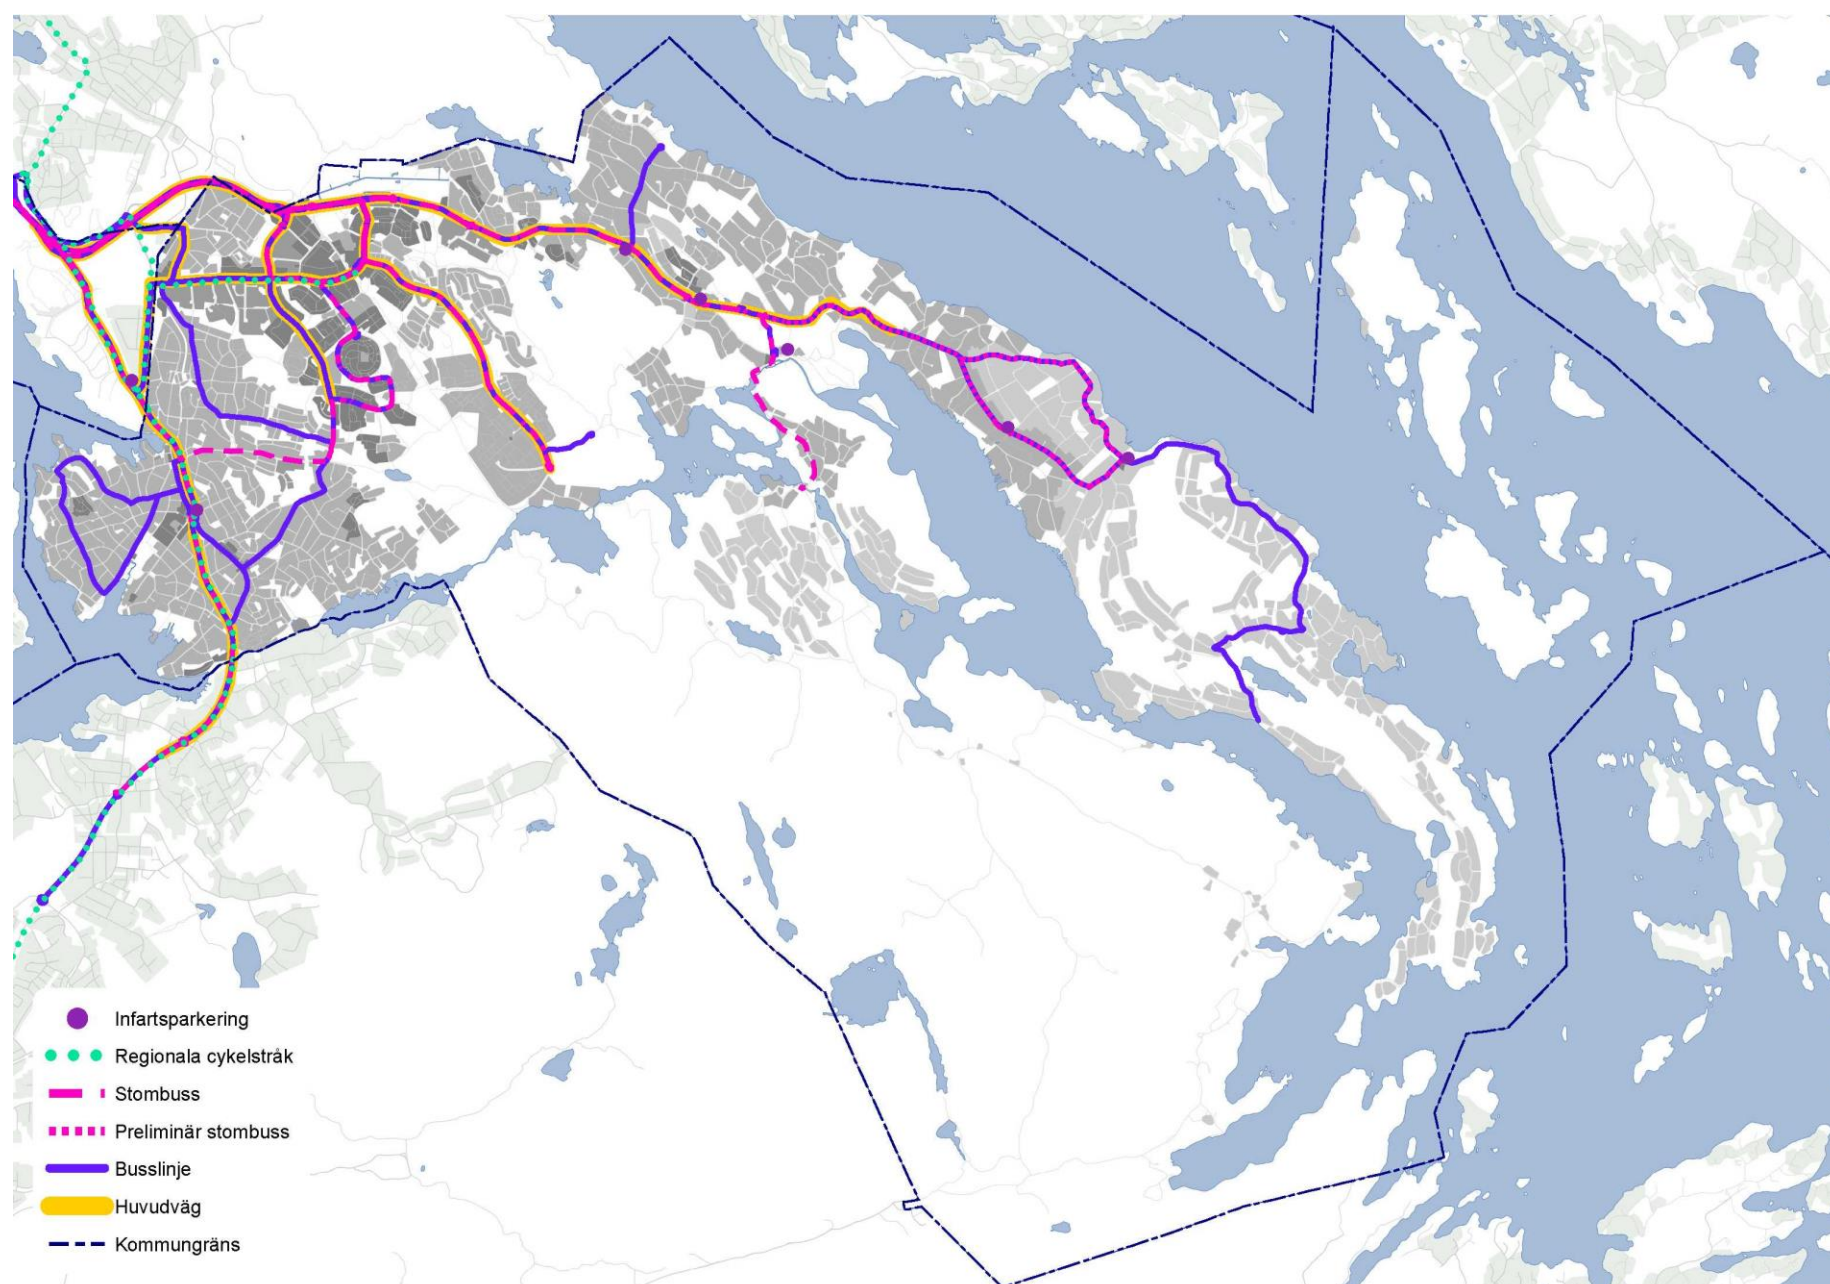 Infartsparkering
Regionala cykelstråk
Stombuss
Preliminär stombuss
Busslinje
Huvudväg
Kommungräns